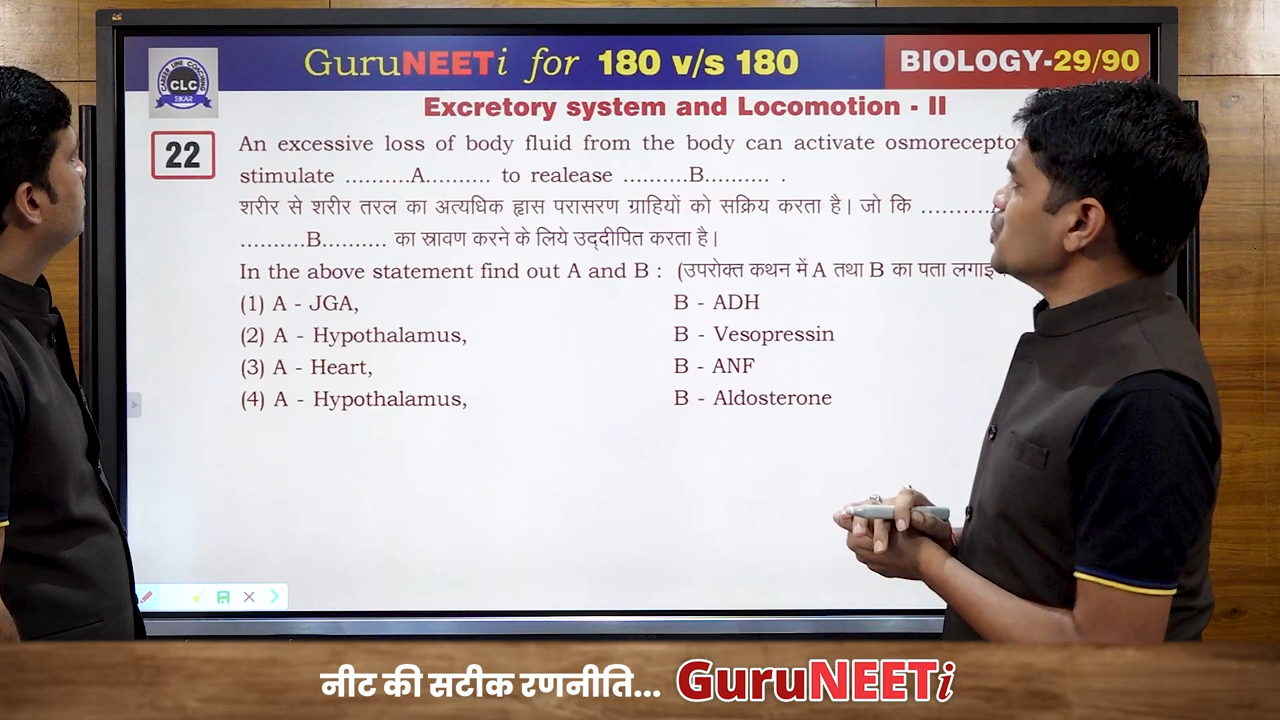 GuruNEETi for 180 v/s 180
BIOLOGY-29/90
CAREER LINE COACHING
CLC
SIKAR
Excretory system and Locomotion - II
22
An excessive loss of body fluid from the body can activate
stimulate ..........A.......... to realease ..........B.......... .
शरीर से शरीर तरल का अत्यधिक ह्रास परासरण ग्राहियों को सक्रिय करता है। जो कि ..........
..........B.......... का स्रावण करने के लिये उद्दीपित करता है।
In the above statement find out A and B : (उपरोक्त कथन में A तथा B का पता
(1) A - JGA, B - ADH
(2) A - Hypothalamus, B - Vesopressin
(3) A - Heart, B - ANF
(4) A - Hypothalamus, B - Aldosterone
नीट की सटीक रणनीति... GuruNEETi